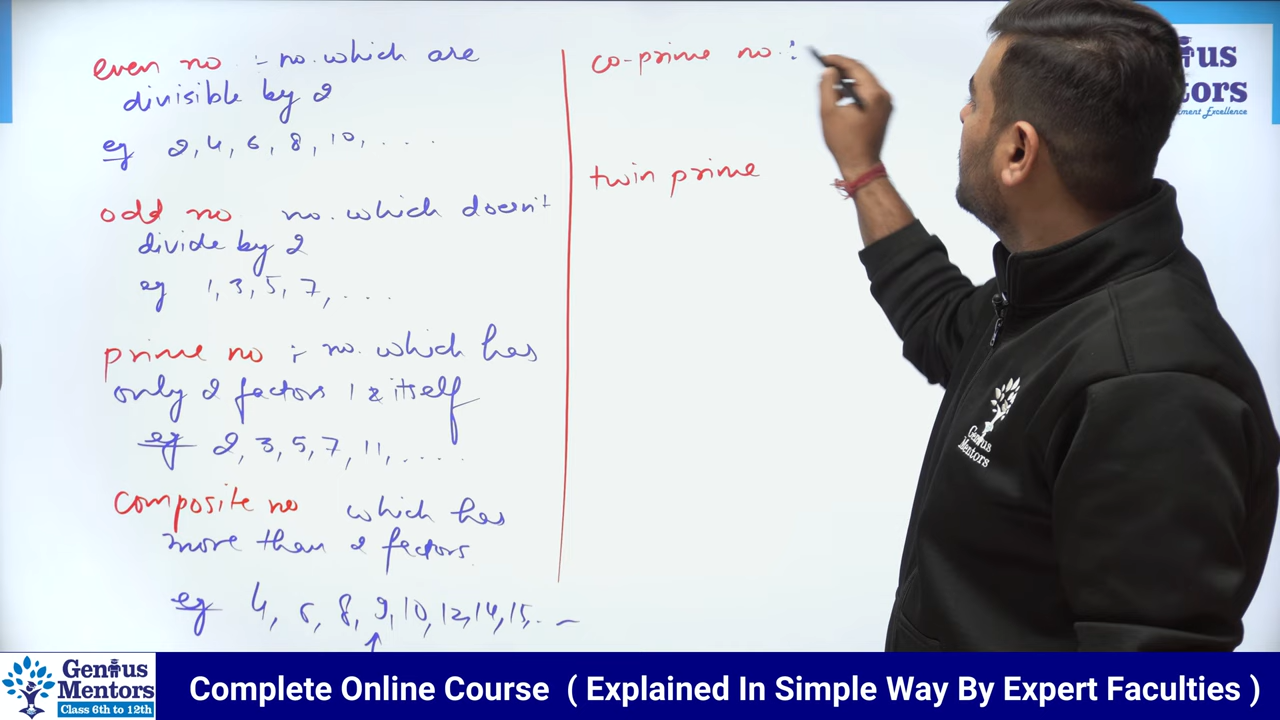 even no :- no. which are
divisible by 2
eg 2, 4, 6, 8, 10, . . .
odd no no. which doesn't
divide by 2
eg 1, 3, 5, 7, . . .
prime no :- no. which has
only 2 factors 1 & itself
eg 2, 3, 5, 7, 11, . . . .
composite no which has
more than 2 factors.
eg 4, 6, 8, 9, 10, 12, 14, 15, . . –
co-prime no. :
twin prime
ius
tors
ment Excellence
Genius
Mentors
Genius
Mentors
Class 6th to 12th
Complete Online Course ( Explained In Simple Way By Expert Faculties )